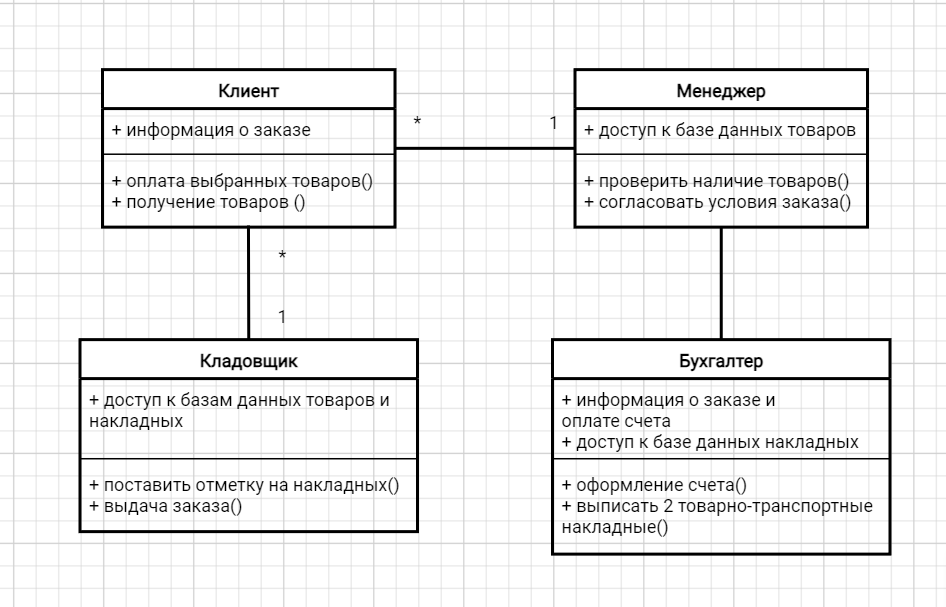 Клиент
+ информация о заказе
+ оплата выбранных товаров()
+ получение товаров ()
*
1
Менеджер
+ доступ к базе данных товаров
+ проверить наличие товаров()
+ согласовать условия заказа()
*
1
Кладовщик
+ доступ к базам данных товаров и
накладных
+ поставить отметку на накладных()
+ выдача заказа()
Бухгалтер
+ информация о заказе и
оплате счета
+ доступ к базе данных накладных
+ оформление счета()
+ выписать 2 товарно-транспортные
накладные()